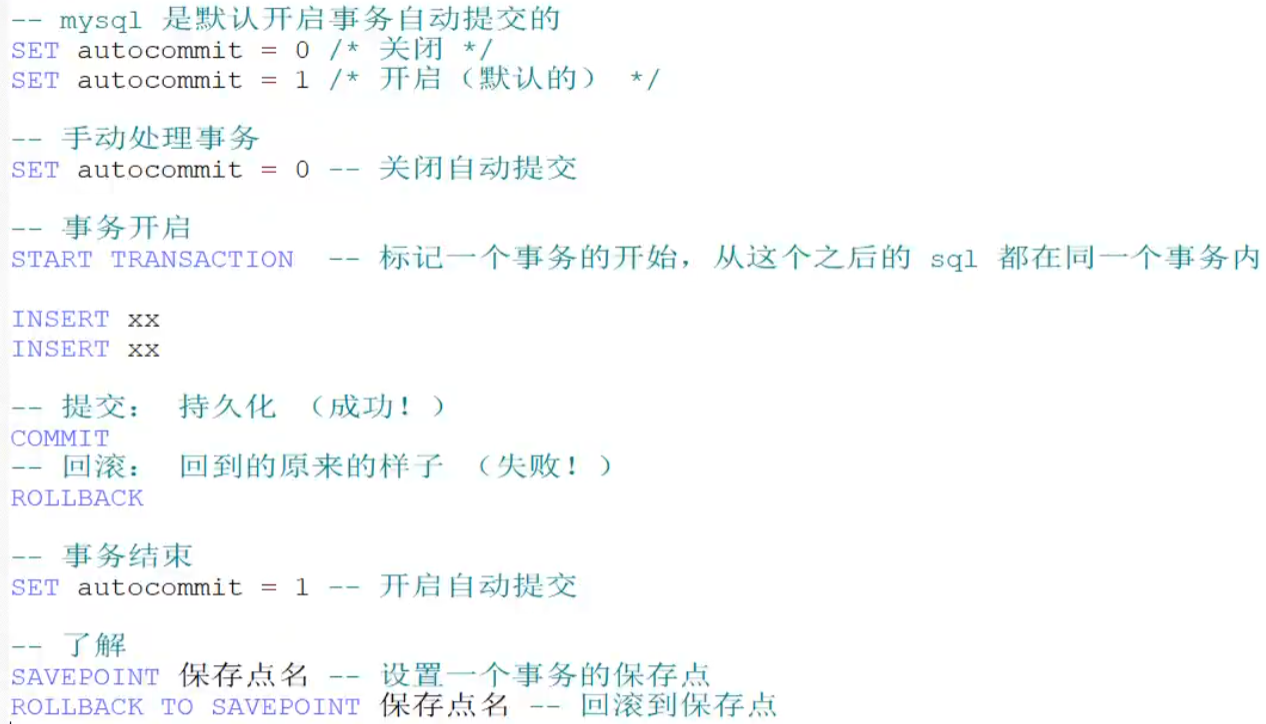 -- mysql 是默认开启事务自动提交的
SET autocommit = 0 /* 关闭 */
SET autocommit = 1 /* 开启（默认的） */
-- 手动处理事务
SET autocommit = 0 -- 关闭自动提交
-- 事务开启
START TRANSACTION -- 标记一个事务的开始，从这个之后的 sql 都在同一个事务内
INSERT xx
INSERT xx
-- 提交： 持久化 （成功！）
COMMIT
-- 回滚： 回到的原来的样子 （失败！）
ROLLBACK
-- 事务结束
SET autocommit = 1 -- 开启自动提交
-- 了解
SAVEPOINT 保存点名 -- 设置一个事务的保存点
ROLLBACK TO SAVEPOINT 保存点名 -- 回滚到保存点